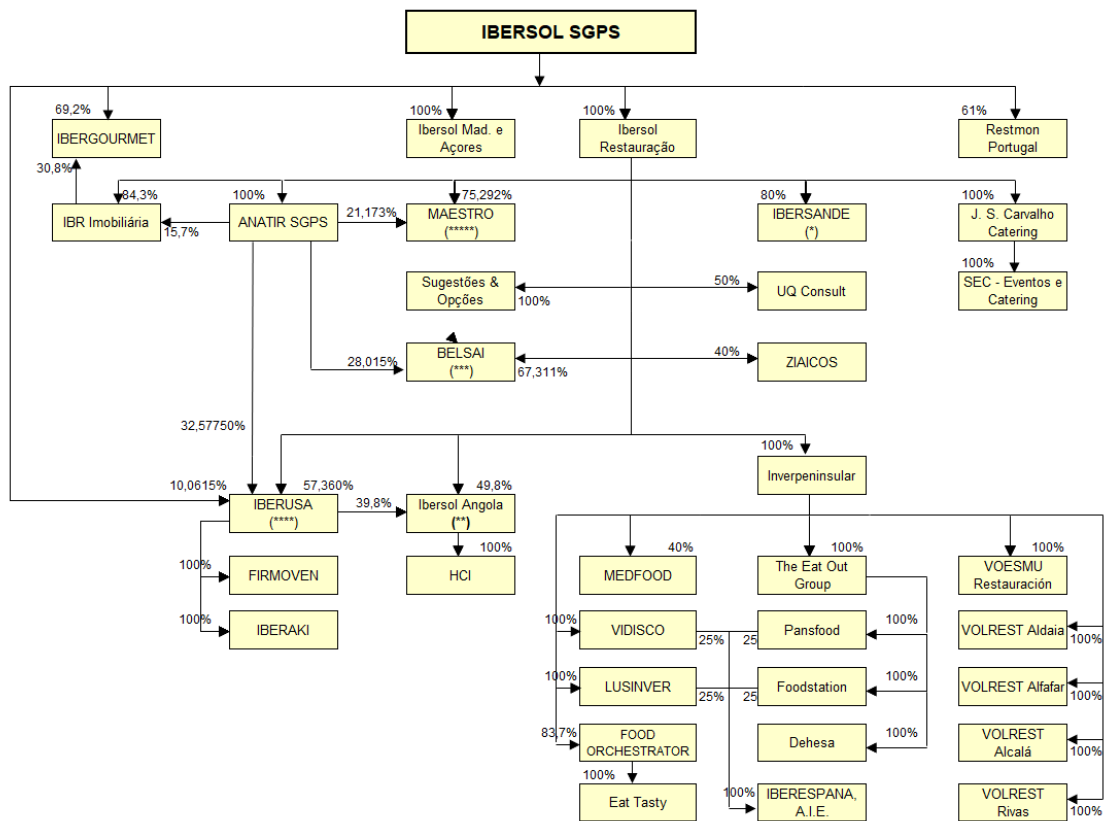 IBERSOL SGPS
69,2%
100%
100%
61%
IBERGOURMET
Ibersol Mad. e
Açores
Ibersol
Restauração
Restmon
Portugal
30,8%
84,3%
100%
75,292%
80%
100%
IBR Imobiliária
15,7%
ANATIR SGPS
21,173%
MAESTRO
(*****)
IBERSANDE
(*)
J. S. Carvalho
Catering
100%
Sugestões &
Opções
100%
50%
UQ Consult
SEC - Eventos e
Catering
28,015%
BELSAI
(***)
67,311%
40%
ZIAICOS
32,57750%
100%
Inverpeninsular
10,0615%
57,360%
49,8%
IBERUSA
(****)
39,8%
Ibersol Angola
(**)
100%
40%
100%
100%
100%
FIRMOVEN
HCI
MEDFOOD
The Eat Out
Group
VOESMU
Restauración
100%
IBERAKI
100%
VIDISCO
25%
25
Pansfood
100%
VOLREST Aldaia
100%
100%
LUSINVER
25%
25
Foodstation
100%
VOLREST Alfafar
100%
83,7%
FOOD
ORCHESTRATOR
Dehesa
100%
VOLREST
Alcalá
100%
100%
Eat Tasty
100%
IBERESPANA,
A.I.E.
VOLREST
Rivas
100%